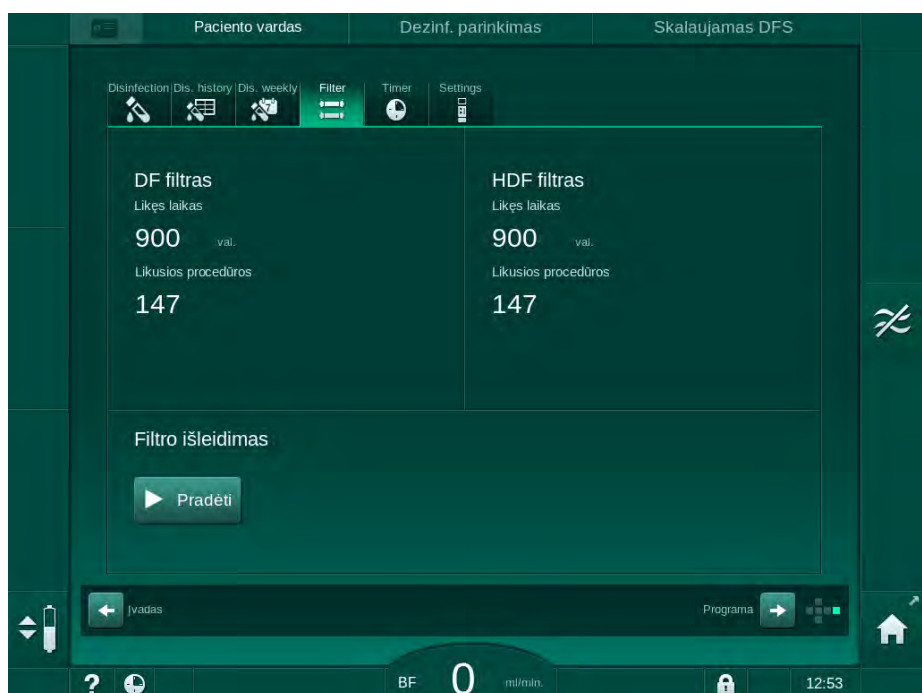 Paciento vardas Dezinf. parinkimas Skalaujamas DFS
Disinfection Dis. history Dis. weekly Filter Timer Settings
DF filtras
Likęs laikas
900 val.
Likusios procedūros
147
HDF filtras
Likęs laikas
900 val.
Likusios procedūros
147
Filtro išleidimas
Pradėti
Įvadas Programa
? BF 0 ml/min. 12:53